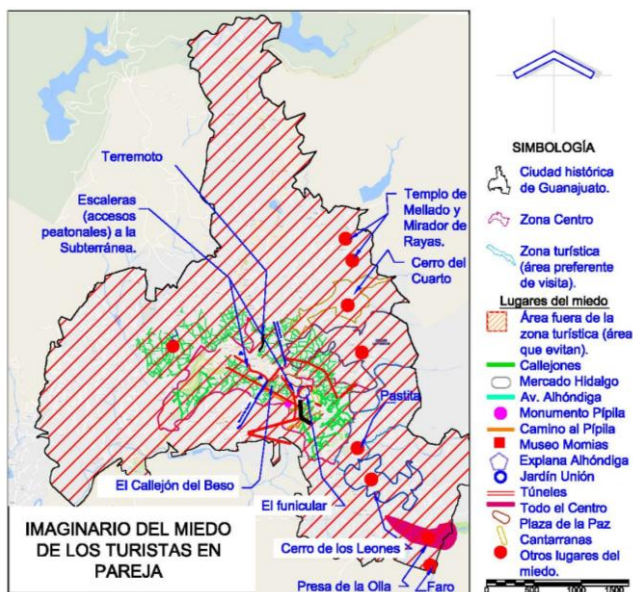 Terremoto
Escaleras
(accesos
peatonales) a la
Subterránea.
Templo de
Mellado y
Mirador de
Rayas.
Cerro del
Cuarto
Pastita
El Callejón del Beso
El funicular
Cerro de los Leones
Presa de la Olla
Faro
IMAGINARIO DEL MIEDO
DE LOS TURISTAS EN
PAREJA
SIMBOLOGÍA
Ciudad histórica
de Guanajuato.
Zona Centro
Zona turística
(área preferente
de visita).
Lugares del miedo
Área fuera de la
zona turística (área
que evitan).
Callejones
Mercado Hidalgo
Av. Alhóndiga
Monumento Pípila
Camino al Pípila
Museo Momias
Explana Alhóndiga
Jardín Unión
Túneles
Todo el Centro
Plaza de la Paz
Cantarranas
Otros lugares del
miedo.
0 500 1000 1500